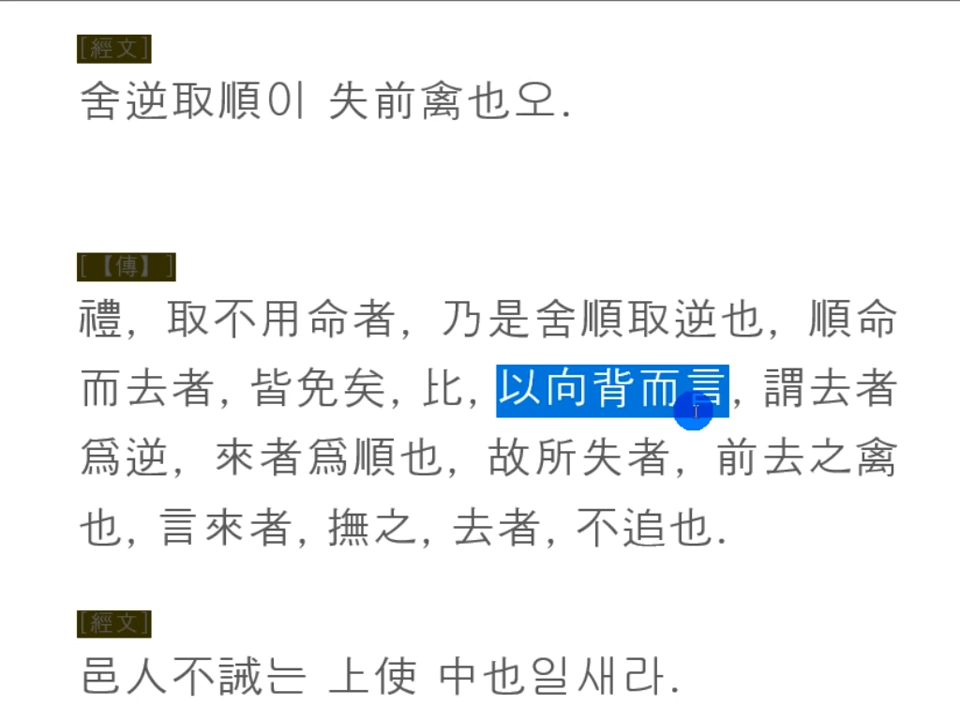 [經文]
舍逆取順이 失前禽也오.
[【傳】]
禮, 取不用命者, 乃是舍順取逆也, 順命
而去者, 皆免矣, 比, 以向背而言, 謂去者
爲逆, 來者爲順也, 故所失者, 前去之禽
也, 言來者, 撫之, 去者, 不追也.
[經文]
邑人不誡는 上使 中也일새라.